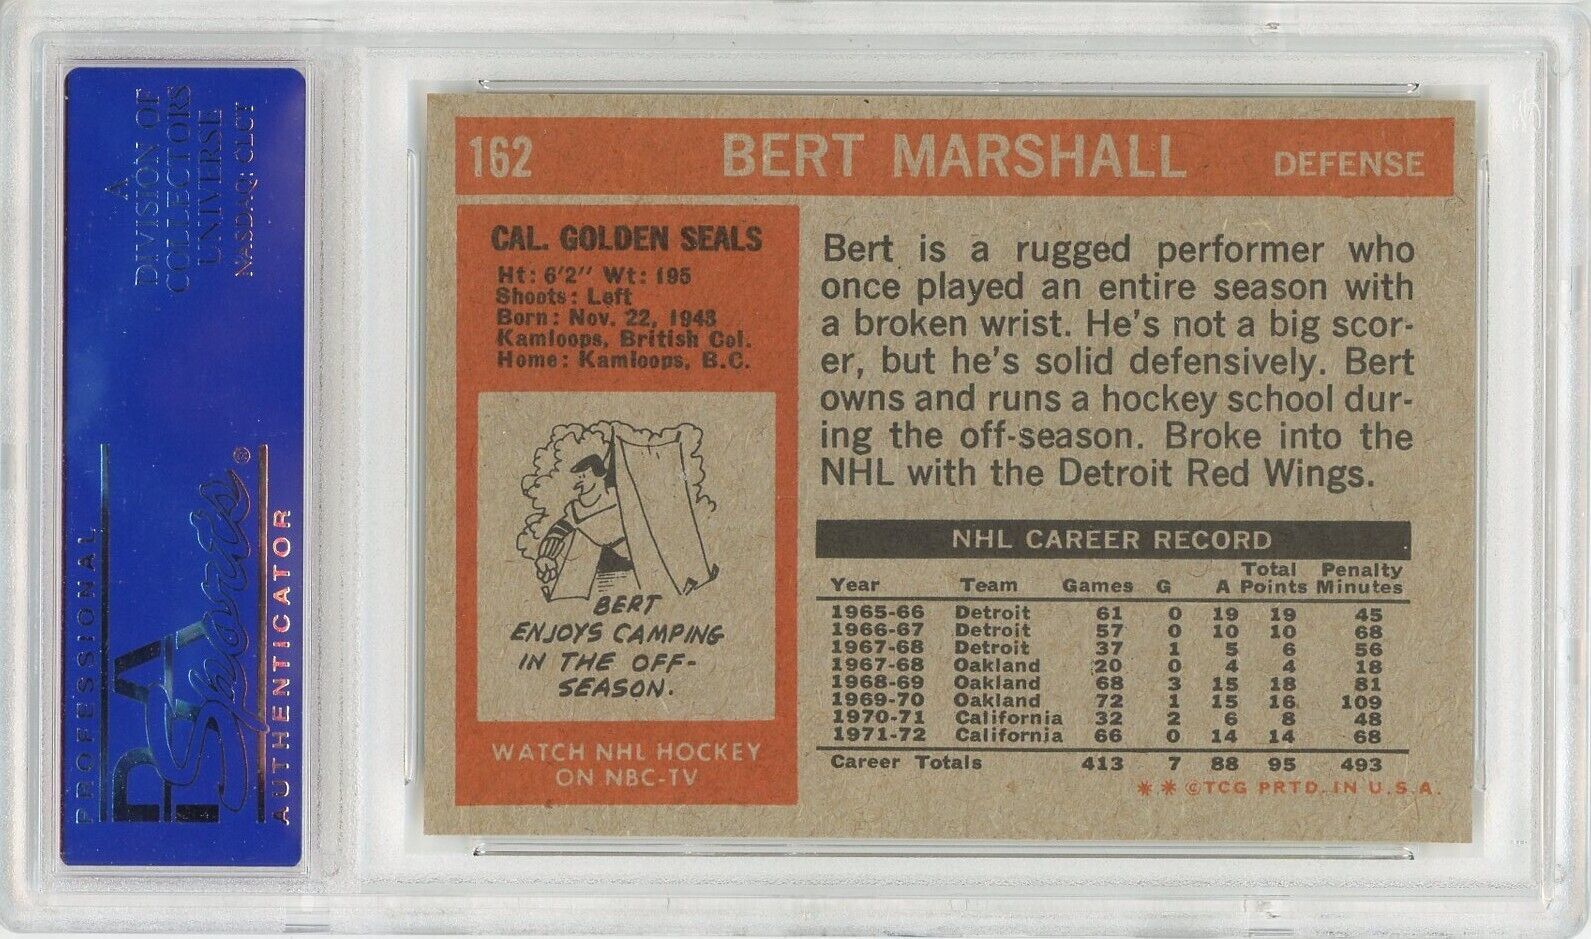 A
DIVISION OF
COLLECTORS
UNIVERSE
NASDAQ: CLCT
PROFESSIONAL
PSA
Sports®
AUTHENTICATOR
162 BERT MARSHALL DEFENSE
CAL. GOLDEN SEALS
Ht: 6'2" Wt: 195
Shoots: Left
Born: Nov. 22, 1943
Kamloops, British Col.
Home: Kamloops, B.C.
BERT
ENJOYS CAMPING
IN THE OFF-
SEASON.
WATCH NHL HOCKEY
ON NBC-TV
Bert is a rugged performer who
once played an entire season with
a broken wrist. He's not a big scor-
er, but he's solid defensively. Bert
owns and runs a hockey school dur-
ing the off-season. Broke into the
NHL with the Detroit Red Wings.
NHL CAREER RECORD
Total Penalty
Year Team Games G A Points Minutes
1965-66 Detroit 61 0 19 19 45
1966-67 Detroit 57 0 10 10 68
1967-68 Detroit 37 1 5 6 56
1967-68 Oakland 20 0 4 4 18
1968-69 Oakland 68 3 15 18 81
1969-70 Oakland 72 1 15 16 109
1970-71 California 32 2 6 8 48
1971-72 California 66 0 14 14 68
Career Totals 413 7 88 95 493
* * ©TCG PRTD. IN U.S.A.